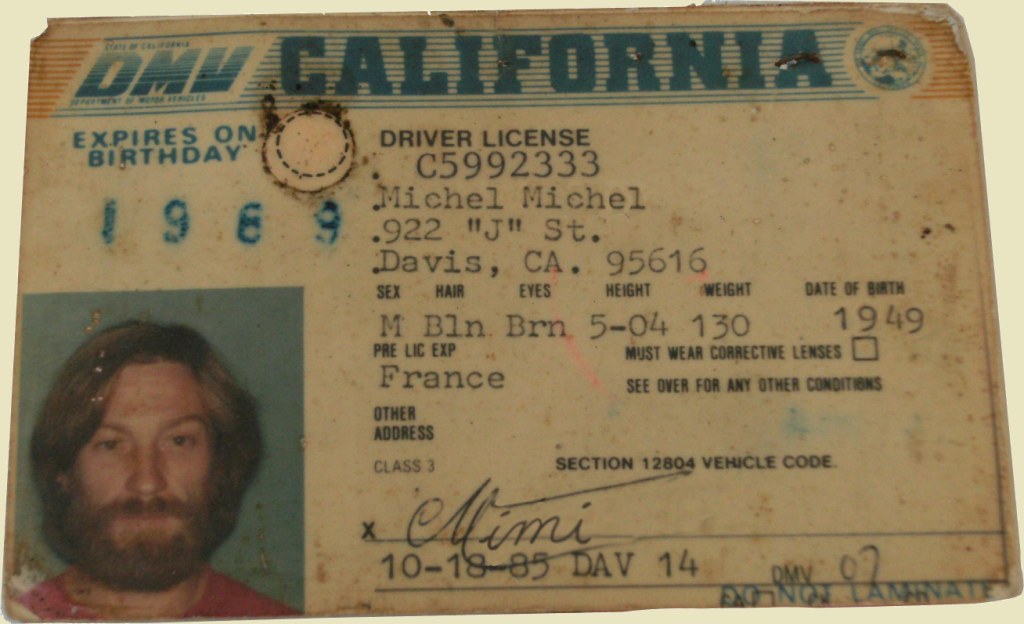 STATE OF CALIFORNIA
DMV CALIFORNIA
DEPARTMENT OF MOTOR VEHICLES
EXPIRES ON
BIRTHDAY
1989
DRIVER LICENSE
C5992333
Michel Michel
922 "J" St.
Davis, CA. 95616
SEX HAIR EYES HEIGHT WEIGHT DATE OF BIRTH
M Bln Brn 5-04 130 1949
PRE LIC EXP MUST WEAR CORRECTIVE LENSES
France SEE OVER FOR ANY OTHER CONDITIONS
OTHER
ADDRESS
CLASS 3 SECTION 12804 VEHICLE CODE.
X Mimi
10-18-85 DAV 14
DMV 07
DO NOT LAMINATE